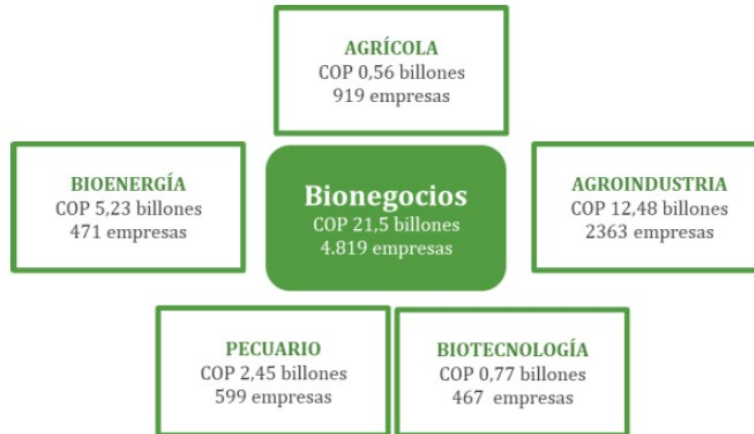 AGRÍCOLA
COP 0,56 billones
919 empresas
BIOENERGÍA
COP 5,23 billones
471 empresas
Bionegocios
COP 21,5 billones
4.819 empresas
AGROINDUSTRIA
COP 12,48 billones
2363 empresas
PECUARIO
COP 2,45 billones
599 empresas
BIOTECNOLOGÍA
COP 0,77 billones
467 empresas